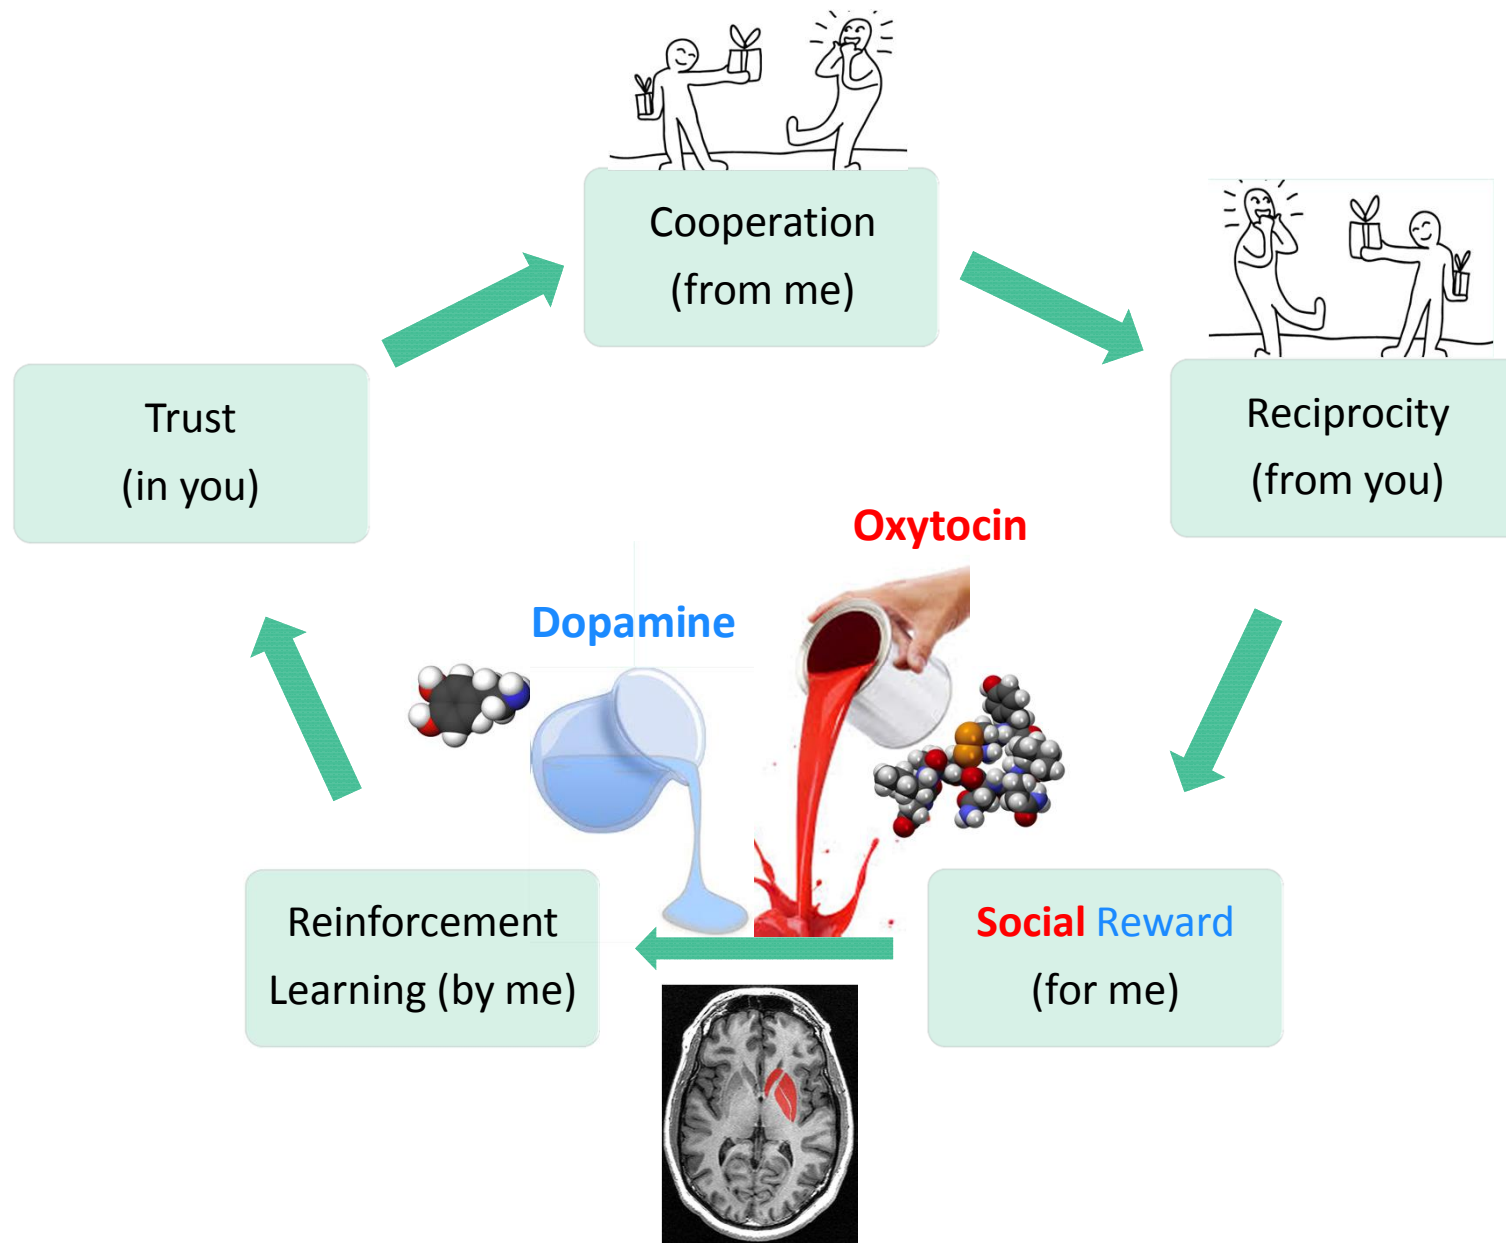 Cooperation
(from me)
Trust
(in you)
Reciprocity
(from you)
Oxytocin
Dopamine
Reinforcement
Learning (by me)
Social Reward
(for me)